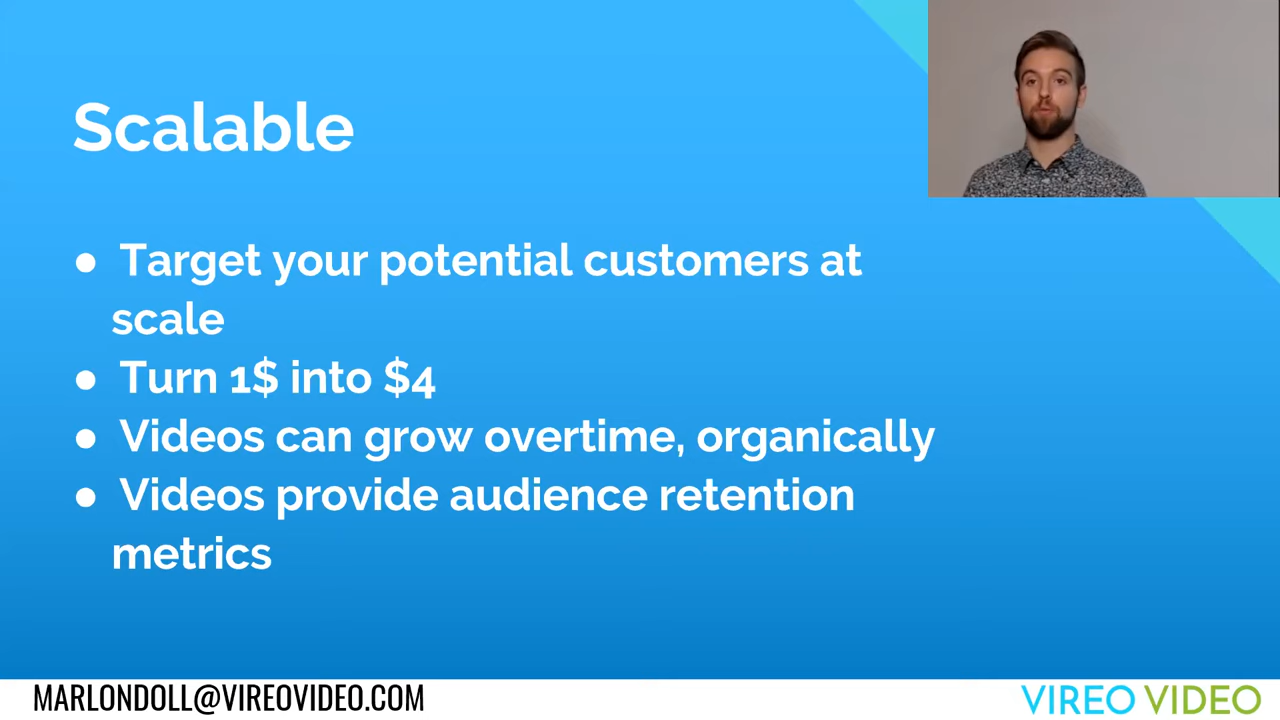 Scalable
● Target your potential customers at
scale
● Turn 1$ into $4
● Videos can grow overtime, organically
● Videos provide audience retention
metrics
MARLONDOLL@VIREOVIDEO.COM
VIREO VIDEO